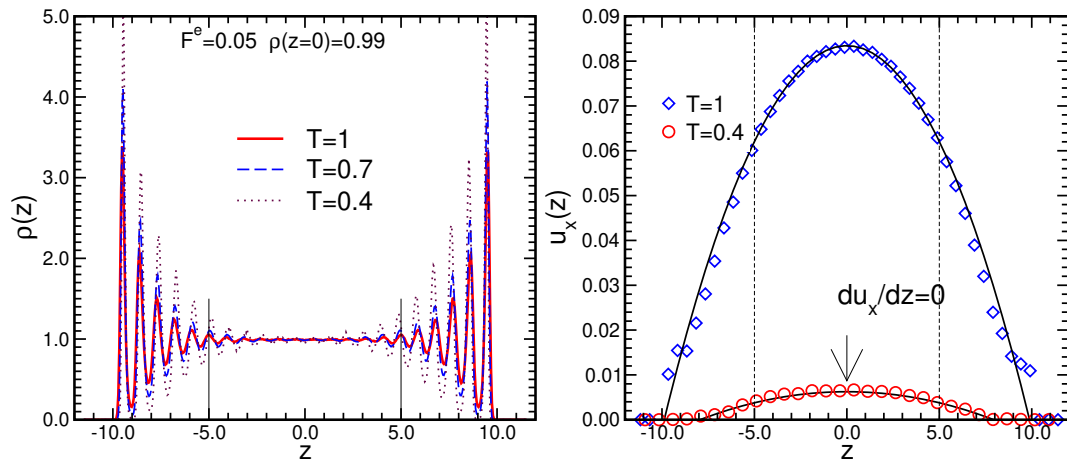 F^e=0.05 ρ(z=0)=0.99
T=1
T=0.7
T=0.4
5.0
4.0
3.0
2.0
1.0
0.0
ρ(z)
-10.0 -5.0 0.0 5.0 10.0
z
0.09
0.08
0.07
0.06
0.05
0.04
0.03
0.02
0.01
0.00
u_x(z)
T=1
T=0.4
du_x/dz=0
-10.0 -5.0 0.0 5.0 10.0
z